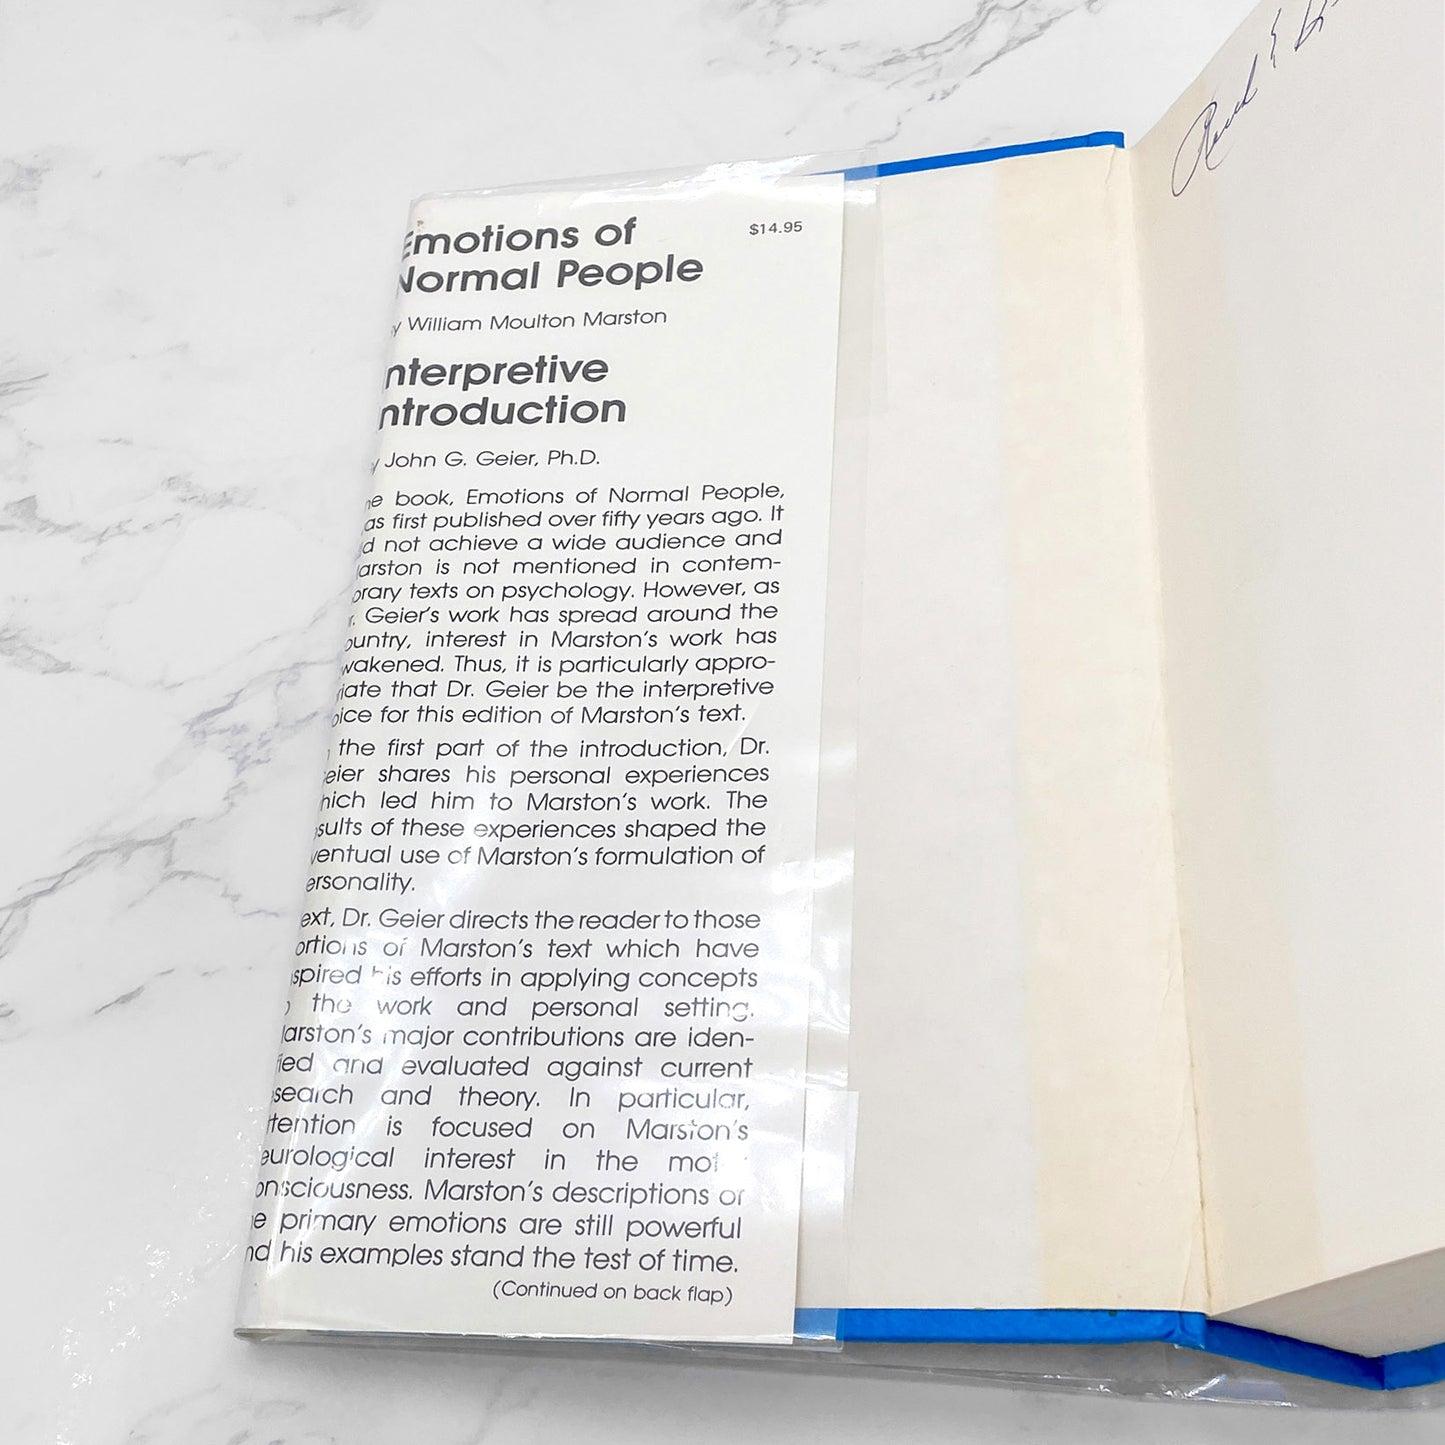 Emotions of
Normal People
$14.95
y William Moulton Marston
nterpretive
ntroduction
y John G. Geier, Ph.D.
he book, Emotions of Normal People,
as first published over fifty years ago. It
d not achieve a wide audience and
arston is not mentioned in contem-
orary texts on psychology. However, as
r. Geier's work has spread around the
ountry, interest in Marston's work has
wakened. Thus, it is particularly appro-
riate that Dr. Geier be the interpretive
oice for this edition of Marston's text.
the first part of the introduction, Dr.
eier shares his personal experiences
hich led him to Marston's work. The
sults of these experiences shaped the
ventual use of Marston's formulation of
ersonality.
ext, Dr. Geier directs the reader to those
ortions of Marston's text which have
spired his efforts in applying concepts
the work and personal setting.
arston's major contributions are iden-
fied and evaluated against current
search and theory. In particular,
ttention is focused on Marston's
eurological interest in the
onsciousness. Marston's descriptions of
e primary emotions are still powerful
nd his examples stand the test of time.
(Continued on back flap)